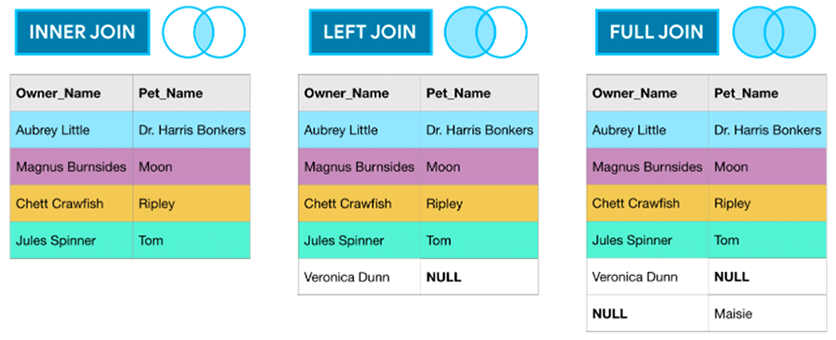 INNER JOIN
Owner_Name Pet_Name
Aubrey Little Dr. Harris Bonkers
Magnus Burnsides Moon
Chett Crawfish Ripley
Jules Spinner Tom
LEFT JOIN
Owner_Name Pet_Name
Aubrey Little Dr. Harris Bonkers
Magnus Burnsides Moon
Chett Crawfish Ripley
Jules Spinner Tom
Veronica Dunn NULL
FULL JOIN
Owner_Name Pet_Name
Aubrey Little Dr. Harris Bonkers
Magnus Burnsides Moon
Chett Crawfish Ripley
Jules Spinner Tom
Veronica Dunn NULL
NULL Maisie